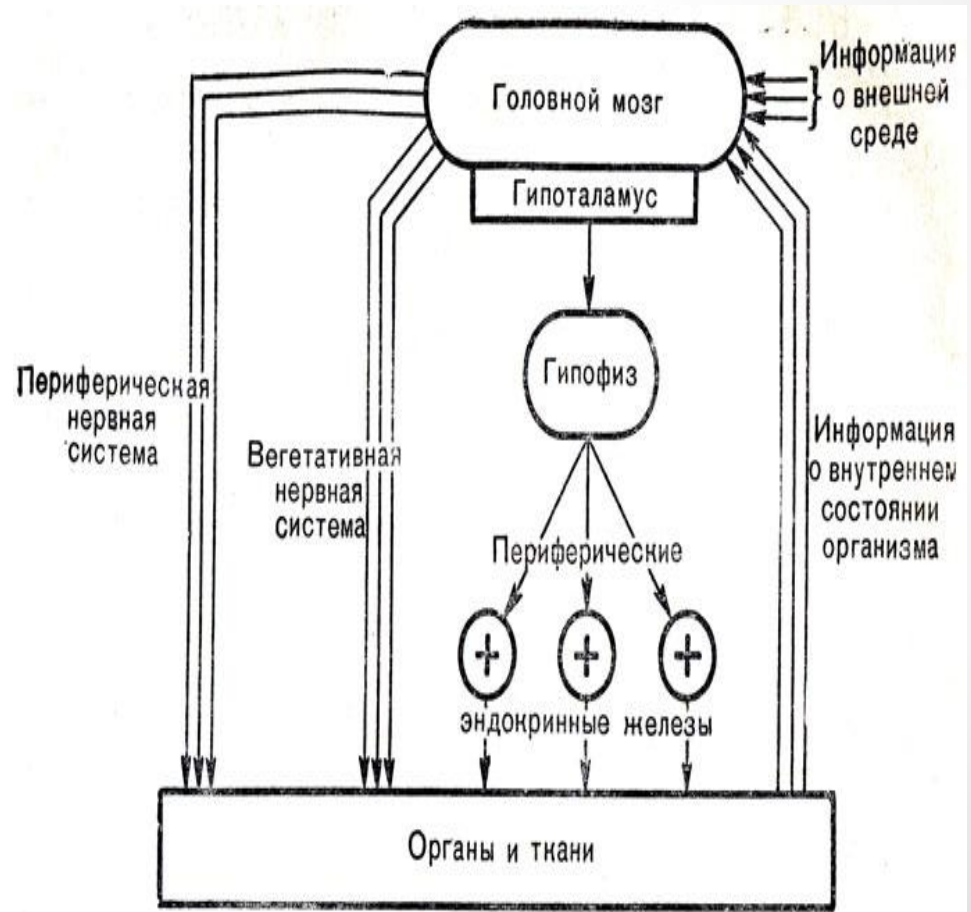 Головной мозг
Информация
о внешней
среде
Гипоталамус
Гипофиз
Периферическая
нервная
система
Вегетативная
нервная
система
Информация
о внутреннем
состоянии
организма
Периферические
эндокринные железы
Органы и ткани